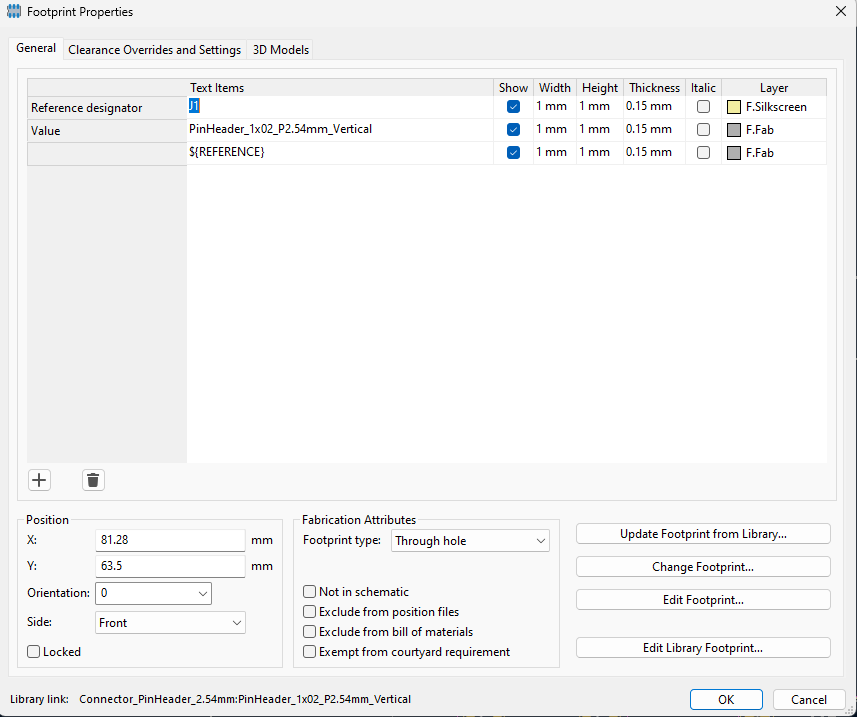 Footprint Properties
General Clearance Overrides and Settings 3D Models
Text Items Show Width Height Thickness Italic Layer
Reference designator J1 1 mm 1 mm 0.15 mm F.Silkscreen
Value PinHeader_1x02_P2.54mm_Vertical 1 mm 1 mm 0.15 mm F.Fab
${REFERENCE} 1 mm 1 mm 0.15 mm F.Fab
Position
X: 81.28 mm
Y: 63.5 mm
Orientation: 0
Side: Front
Locked
Fabrication Attributes
Footprint type: Through hole
Not in schematic
Exclude from position files
Exclude from bill of materials
Exempt from courtyard requirement
Update Footprint from Library...
Change Footprint...
Edit Footprint...
Edit Library Footprint...
Library link: Connector_PinHeader_2.54mm:PinHeader_1x02_P2.54mm_Vertical
OK Cancel